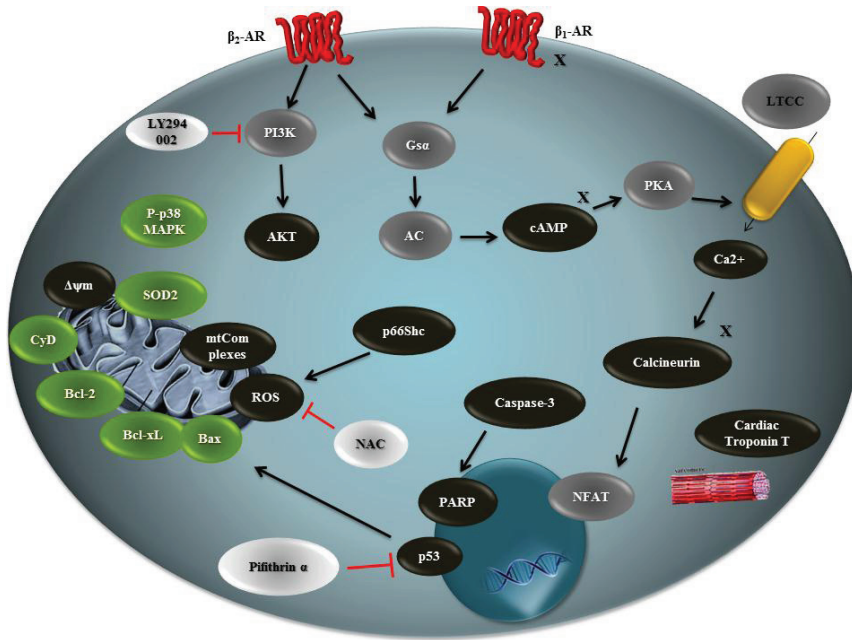 β2-AR
β1-AR
X
LTCC
LY294
002
PI3K
Gsα
PKA
X
P-p38
MAPK
AKT
AC
cAMP
Ca2+
Δψm
SOD2
CyD
mtCom
plexes
p66Shc
X
Calcineurin
Bcl-2
ROS
Caspase-3
Cardiac
Troponin T
Bcl-xL
Bax
NAC
PARP
NFAT
p53
Pifithrin α